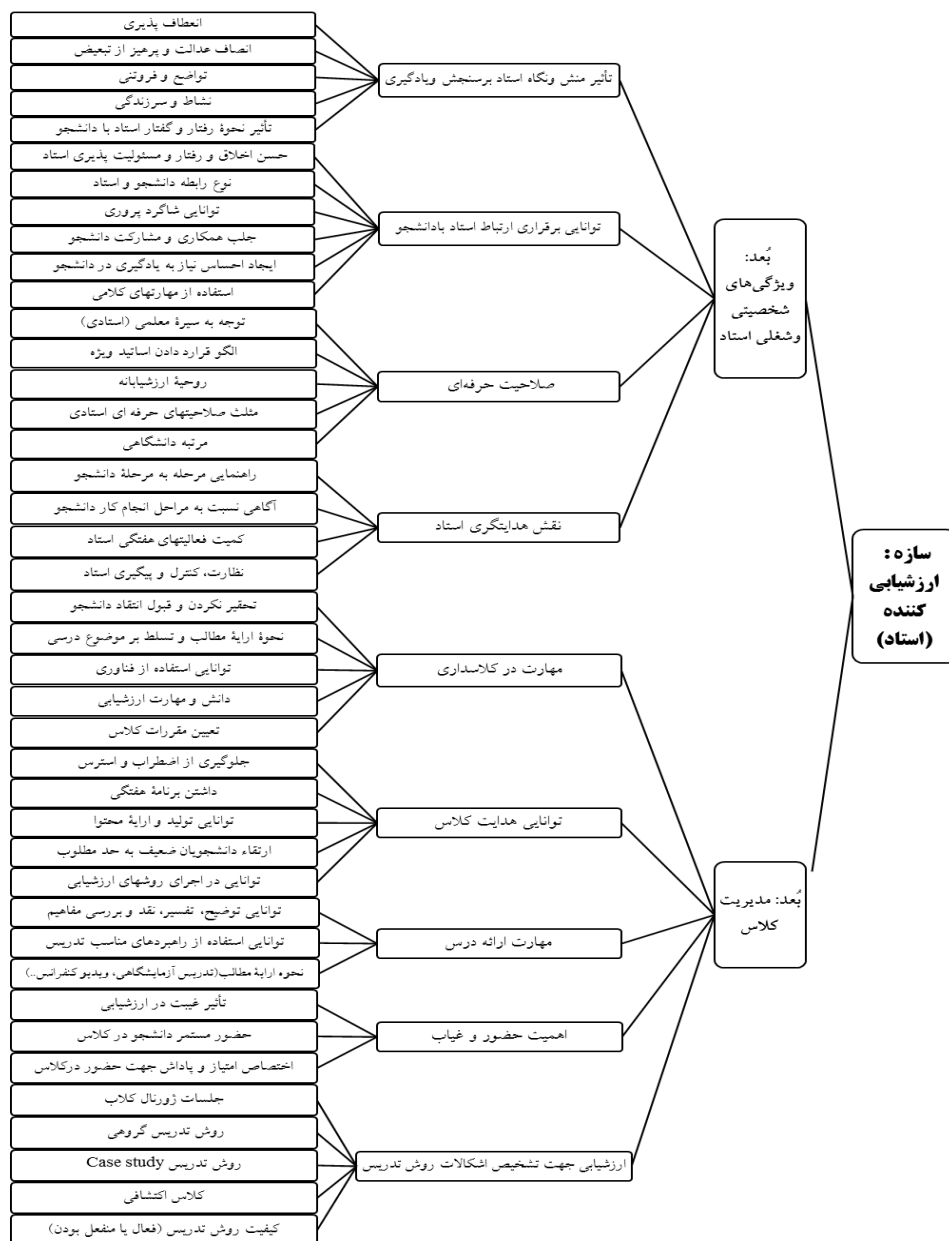 سازه :
ارزشیابی
کننده
(استاد)
بُعد:
ویژگی‌های
شخصیتی
وشغلی استاد
تأثیر منش ونگاه استاد برسنجش ویادگیری
انعطاف پذیری
انصاف عدالت و پرهیز از تبعیض
تواضع و فروتنی
نشاط و سرزندگی
تأثیر نحوۀ رفتار و گفتار استاد با دانشجو
توانایی برقراری ارتباط استاد بادانشجو
حسن اخلاق و رفتار و مسئولیت پذیری استاد
نوع رابطه دانشجو و استاد
توانایی شاگرد پروری
جلب همکاری و مشارکت دانشجو
ایجاد احساس نیاز به یادگیری در دانشجو
استفاده از مهارتهای کلامی
صلاحیت حرفه‌ای
توجه به سیرۀ معلمی (استادی)
الگو قرارد دادن اساتید ویژه
روحیۀ ارزشیابانه
مثلث صلاحیتهای حرفه ای استادی
مرتبه دانشگاهی
نقش هدایتگری استاد
راهنمایی مرحله به مرحلۀ دانشجو
آگاهی نسبت به مراحل انجام کار دانشجو
کمیت فعالیتهای هفتگی استاد
نظارت، کنترل و پیگیری استاد
بُعد: مدیریت
کلاس
مهارت در کلاسداری
تحقیر نکردن و قبول انتقاد دانشجو
نحوۀ ارایۀ مطالب و تسلط بر موضوع درسی
توانایی استفاده از فناوری
دانش و مهارت ارزشیابی
تعیین مقررات کلاس
توانایی هدایت کلاس
جلوگیری از اضطراب و استرس
داشتن برنامۀ هفتگی
توانایی تولید و ارایۀ محتوا
ارتقاء دانشجویان ضعیف به حد مطلوب
توانایی در اجرای روشهای ارزشیابی
مهارت ارائه درس
توانایی توضیح، تفسیر، نقد و بررسی مفاهیم
توانایی استفاده از راهبردهای مناسب تدریس
نحوه ارایۀ مطالب(تدریس آزمایشگاهی، ویدیو کنفرانس..)
اهمیت حضور و غیاب
تأثیر غیبت در ارزشیابی
حضور مستمر دانشجو در کلاس
اختصاص امتیاز و پاداش جهت حضور درکلاس
ارزشیابی جهت تشخیص اشکالات روش تدریس
جلسات ژورنال کلاب
روش تدریس گروهی
روش تدریس Case study
کلاس اکتشافی
کیفیت روش تدریس (فعال یا منفعل بودن)